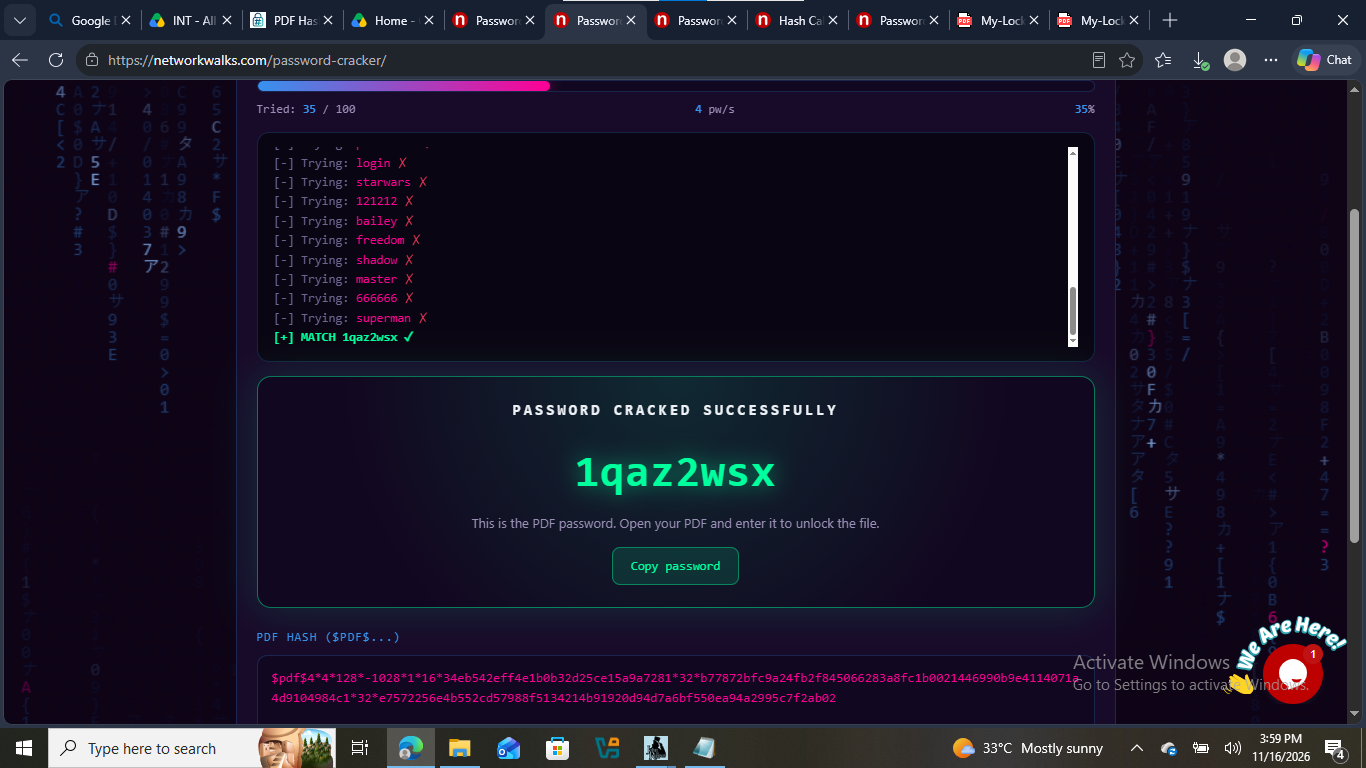 Google L
INT - All
PDF Has
Home -
Passwor
Passwor
Passwor
Hash Cal
Passwor
My-Lock
My-Lock
https://networkwalks.com/password-cracker/
Chat
Tried: 35 / 100
4 pw/s
35%
[-] Trying: login ✗
[-] Trying: starwars ✗
[-] Trying: 121212 ✗
[-] Trying: bailey ✗
[-] Trying: freedom ✗
[-] Trying: shadow ✗
[-] Trying: master ✗
[-] Trying: 666666 ✗
[-] Trying: superman ✗
[+] MATCH 1qaz2wsx ✓
PASSWORD CRACKED SUCCESSFULLY
1qaz2wsx
This is the PDF password. Open your PDF and enter it to unlock the file.
Copy password
PDF HASH ($PDF$...)
$pdf$4*4*128*-1028*1*16*34eb542eff4e1b0b32d25ce15a9a7281*32*b77872bfc9a24fb2f845066283a8fc1b0021446990b9e4114071a
4d9104984c1*32*e7572256e4b552cd57988f5134214b91920d94d7a6bf550ea94a2995c7f2ab02
We Are Here!
1
Activate Windows
Go to Settings to activate Windows.
Type here to search
33°C Mostly sunny
3:59 PM
11/16/2026
4